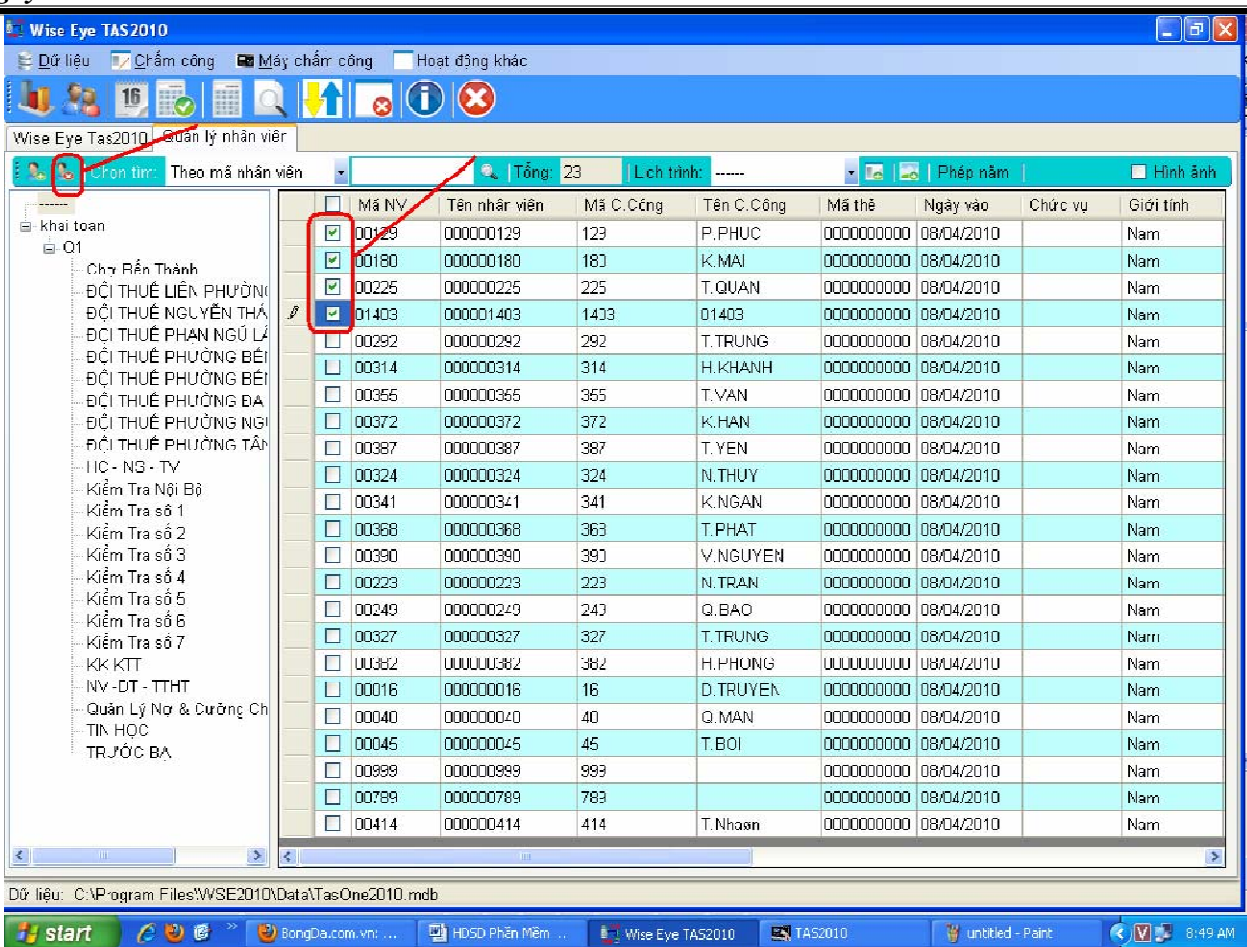 Wise Eye TAS2010
Dữ liệu Chấm công Máy chấm công Hoạt động khác
16
Wise Eye Tas2010 Quản lý nhân viên
Chọn tìm: Theo mã nhân viên Tổng: 23 Lịch trình: ------ Phép năm Hình ảnh
------
khai toan
Q1
Chợ Bến Thành
ĐỘI THUẾ LIÊN PHƯỜNG
ĐỘI THUẾ NGUYỄN THÁ
ĐỘI THUẾ PHẠM NGŨ LÃ
ĐỘI THUẾ PHƯỜNG BẾN
ĐỘI THUẾ PHƯỜNG BẾN
ĐỘI THUẾ PHƯỜNG ĐA
ĐỘI THUẾ PHƯỜNG NGU
ĐỘI THUẾ PHƯỜNG TÂN
HC - NS - TV
Kiểm Tra Nội Bộ
Kiểm Tra số 1
Kiểm Tra số 2
Kiểm Tra số 3
Kiểm Tra số 4
Kiểm Tra số 5
Kiểm Tra số 6
Kiểm Tra số 7
KK KTT
NV -DT - TTHT
Quản Lý Nợ & Cưỡng Ch
TIN HỌC
TRƯỚC BẠ
Mã NV Tên nhân viên Mã C.Công Tên C.Công Mã thẻ Ngày vào Chức vụ Giới tính
00129 000000129 129 P.PHUC 0000000000 08/04/2010 Nam
00180 000000180 180 K.MAI 0000000000 08/04/2010 Nam
00225 000000225 225 T.QUAN 0000000000 08/04/2010 Nam
01403 000001403 1403 01403 0000000000 08/04/2010 Nam
00292 000000292 292 T.TRUNG 0000000000 08/04/2010 Nam
00314 000000314 314 H.KHANH 0000000000 08/04/2010 Nam
00355 000000355 355 T.VAN 0000000000 08/04/2010 Nam
00372 000000372 372 K.HAN 0000000000 08/04/2010 Nam
00387 000000387 387 T.YEN 0000000000 08/04/2010 Nam
00324 000000324 324 N.THUY 0000000000 08/04/2010 Nam
00341 000000341 341 K.NGAN 0000000000 08/04/2010 Nam
00368 000000368 368 T.PHAT 0000000000 08/04/2010 Nam
00390 000000390 390 V.NGUYEN 0000000000 08/04/2010 Nam
00223 000000223 223 N.TRAN 0000000000 08/04/2010 Nam
00249 000000249 249 Q.BAO 0000000000 08/04/2010 Nam
00327 000000327 327 T.TRUNG 0000000000 08/04/2010 Nam
00382 000000382 382 H.PHONG 0000000000 08/04/2010 Nam
00016 000000016 16 D.TRUYEN 0000000000 08/04/2010 Nam
00040 000000040 40 Q.MAN 0000000000 08/04/2010 Nam
00045 000000045 45 T.BOI 0000000000 08/04/2010 Nam
00999 000000999 999 0000000000 08/04/2010 Nam
00789 000000789 789 0000000000 08/04/2010 Nam
00414 000000414 414 T.Nhaøn 0000000000 08/04/2010 Nam
Dữ liệu: C:\Program Files\WSE2010\Data\TasOne2010.mdb
start BongDa.com.vn: ... HDSD Phần Mềm ... Wise Eye TAS2010 TAS2010 untitled - Paint 8:49 AM